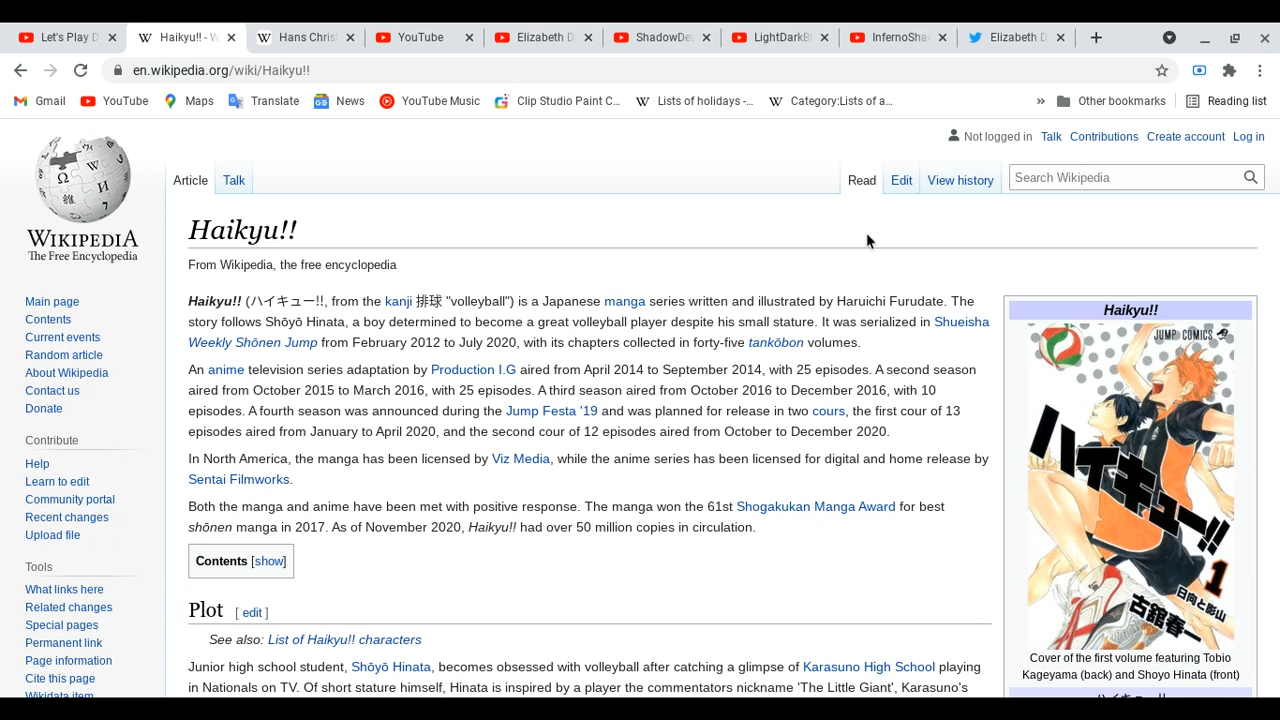 Let's Play D
Haikyu!! - W
Hans Christ
YouTube
Elizabeth D
ShadowDec
LightDarkB
InfernoSha
Elizabeth D
en.wikipedia.org/wiki/Haikyu!!
Gmail
YouTube
Maps
Translate
News
YouTube Music
Clip Studio Paint C...
Lists of holidays -...
Category:Lists of a...
»
Other bookmarks
Reading list
Not logged in Talk Contributions Create account Log in
Article Talk
Read Edit View history
Search Wikipedia
WIKIPEDIA
The Free Encyclopedia
Main page
Contents
Current events
Random article
About Wikipedia
Contact us
Donate
Contribute
Help
Learn to edit
Community portal
Recent changes
Upload file
Tools
What links here
Related changes
Special pages
Permanent link
Page information
Cite this page
Wikidata item
Haikyu!!
From Wikipedia, the free encyclopedia
Haikyu!! (ハイキュー!!, from the kanji 排球 "volleyball") is a Japanese manga series written and illustrated by Haruichi Furudate. The
story follows Shōyō Hinata, a boy determined to become a great volleyball player despite his small stature. It was serialized in Shueisha
Weekly Shōnen Jump from February 2012 to July 2020, with its chapters collected in forty-five tankōbon volumes.
An anime television series adaptation by Production I.G aired from April 2014 to September 2014, with 25 episodes. A second season
aired from October 2015 to March 2016, with 25 episodes. A third season aired from October 2016 to December 2016, with 10
episodes. A fourth season was announced during the Jump Festa '19 and was planned for release in two cours, the first cour of 13
episodes aired from January to April 2020, and the second cour of 12 episodes aired from October to December 2020.
In North America, the manga has been licensed by Viz Media, while the anime series has been licensed for digital and home release by
Sentai Filmworks.
Both the manga and anime have been met with positive response. The manga won the 61st Shogakukan Manga Award for best
shōnen manga in 2017. As of November 2020, Haikyu!! had over 50 million copies in circulation.
Contents [show]
Plot [ edit ]
See also: List of Haikyu!! characters
Junior high school student, Shōyō Hinata, becomes obsessed with volleyball after catching a glimpse of Karasuno High School playing
in Nationals on TV. Of short stature himself, Hinata is inspired by a player the commentators nickname 'The Little Giant', Karasuno's
Haikyu!!
JUMP COMICS
ハイキュー!!
1
日向と影山
古舘春一
Cover of the first volume featuring Tobio
Kageyama (back) and Shoyo Hinata (front)
ハイキュー!!